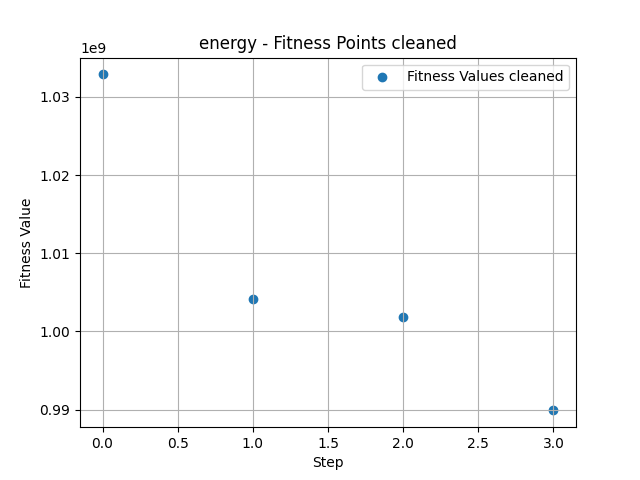 energy - Fitness Points cleaned
1e9
Fitness Values cleaned
1.03
1.02
1.01
1.00
0.99
Fitness Value
0.0 0.5 1.0 1.5 2.0 2.5 3.0
Step